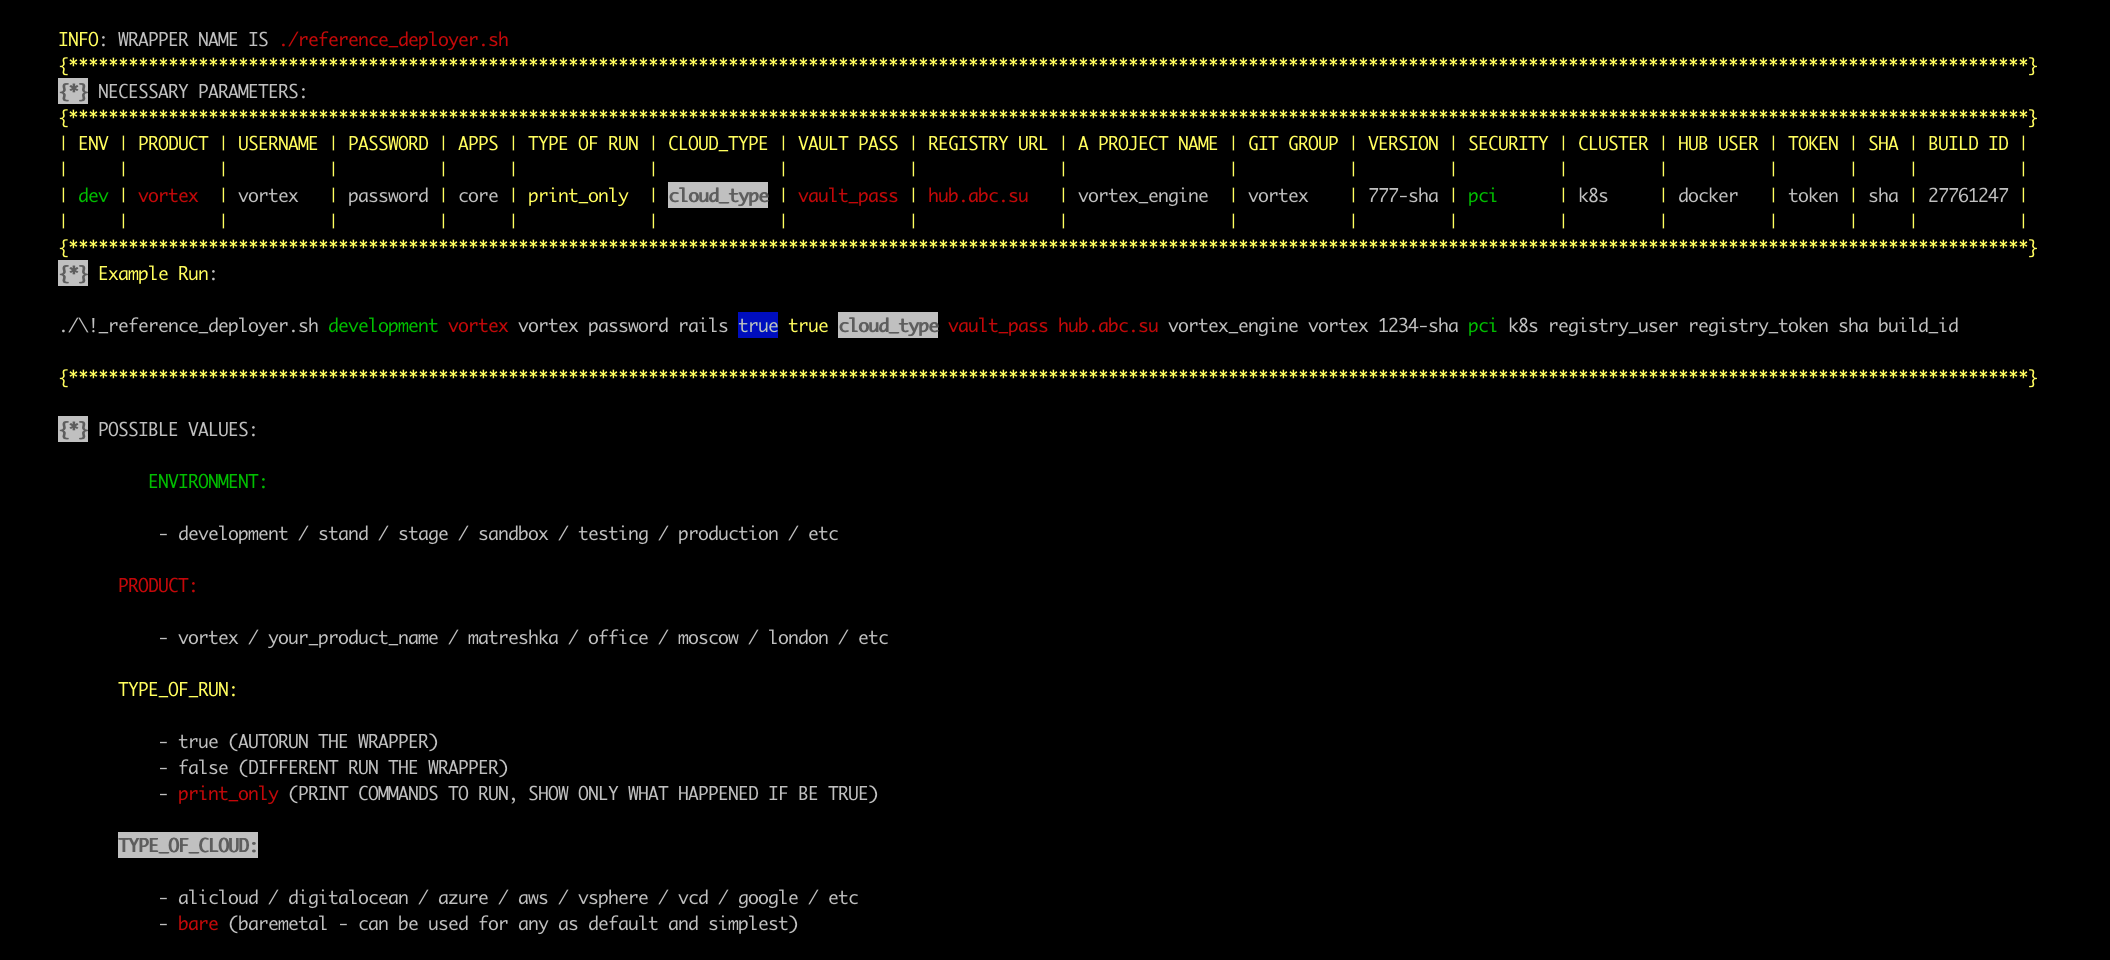 INFO: WRAPPER NAME IS ./reference_deployer.sh
{****************************************************************************************************************************************************************************************************}
{*} NECESSARY PARAMETERS:
{****************************************************************************************************************************************************************************************************}
| ENV | PRODUCT | USERNAME | PASSWORD | APPS | TYPE OF RUN | CLOUD_TYPE | VAULT PASS | REGISTRY URL | A PROJECT NAME | GIT GROUP | VERSION | SECURITY | CLUSTER | HUB USER | TOKEN | SHA | BUILD ID |
|     |         |          |          |      |             |            |            |              |                |           |         |          |         |          |       |     |          |
| dev | vortex  | vortex   | password | core | print_only  | cloud_type | vault_pass | hub.abc.su   | vortex_engine  | vortex    | 777-sha | pci      | k8s     | docker   | token | sha | 27761247 |
|     |         |          |          |      |             |            |            |              |                |           |         |          |         |          |       |     |          |
{****************************************************************************************************************************************************************************************************}
{*} Example Run:
./\!_reference_deployer.sh development vortex vortex password rails true true cloud_type vault_pass hub.abc.su vortex_engine vortex 1234-sha pci k8s registry_user registry_token sha build_id
{****************************************************************************************************************************************************************************************************}
{*} POSSIBLE VALUES:
ENVIRONMENT:
- development / stand / stage / sandbox / testing / production / etc
PRODUCT:
- vortex / your_product_name / matreshka / office / moscow / london / etc
TYPE_OF_RUN:
- true (AUTORUN THE WRAPPER)
- false (DIFFERENT RUN THE WRAPPER)
- print_only (PRINT COMMANDS TO RUN, SHOW ONLY WHAT HAPPENED IF BE TRUE)
TYPE_OF_CLOUD:
- alicloud / digitalocean / azure / aws / vsphere / vcd / google / etc
- bare (baremetal - can be used for any as default and simplest)